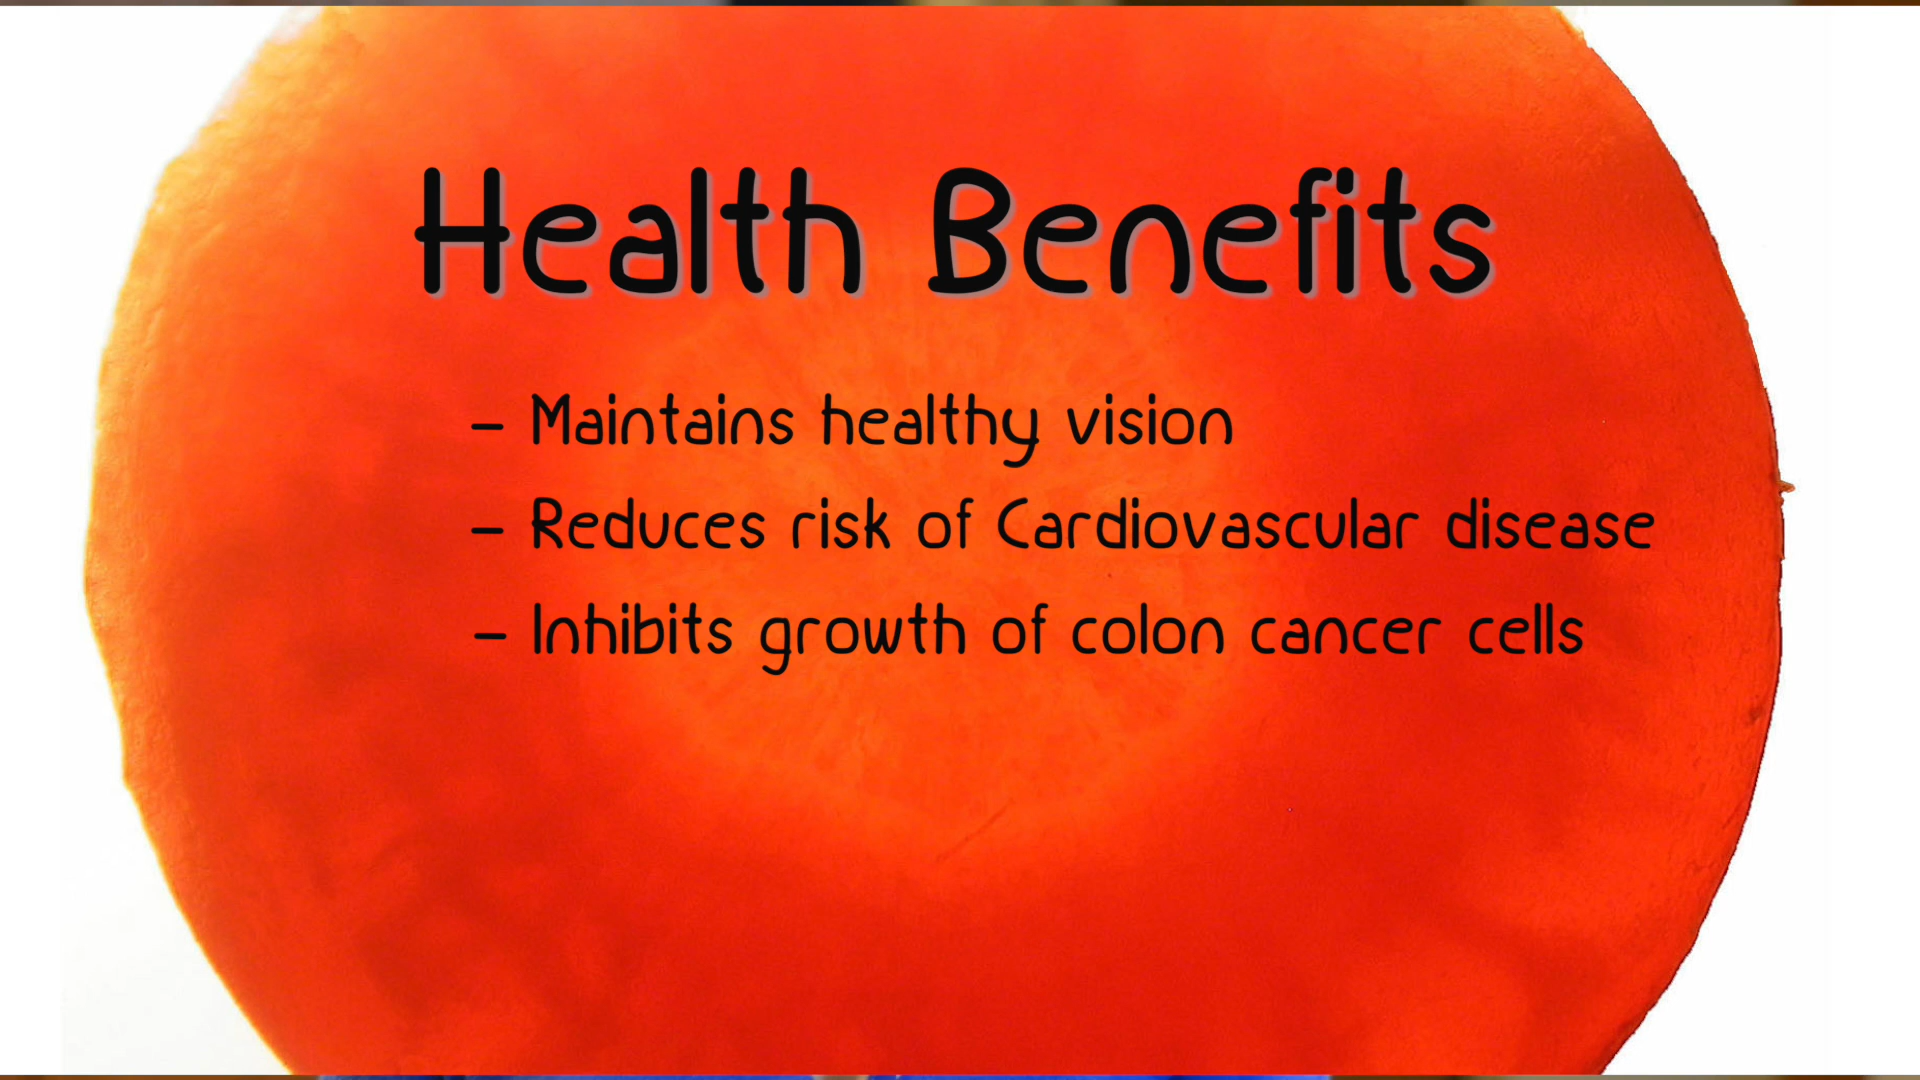 Health Benefits
- Maintains healthy vision
- Reduces risk of Cardiovascular disease
- Inhibits growth of colon cancer cells